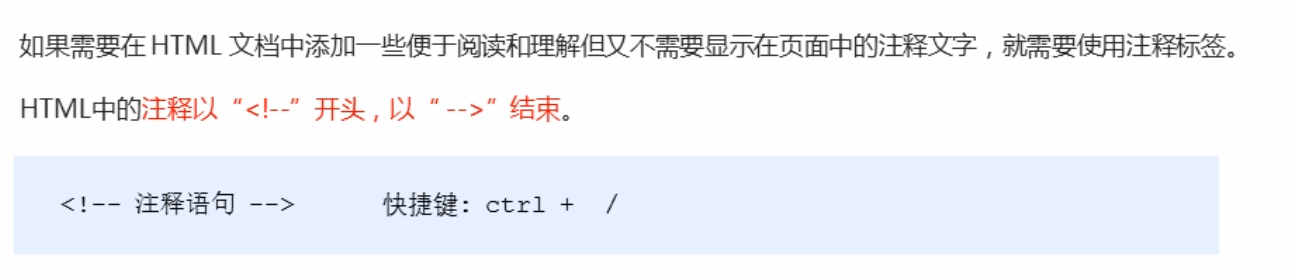 如果需要在 HTML 文档中添加一些便于阅读和理解但又不需要显示在页面中的注释文字，就需要使用注释标签。
HTML中的注释以“<!--”开头，以“ -->”结束。
<!-- 注释语句 --> 快捷键: ctrl + /